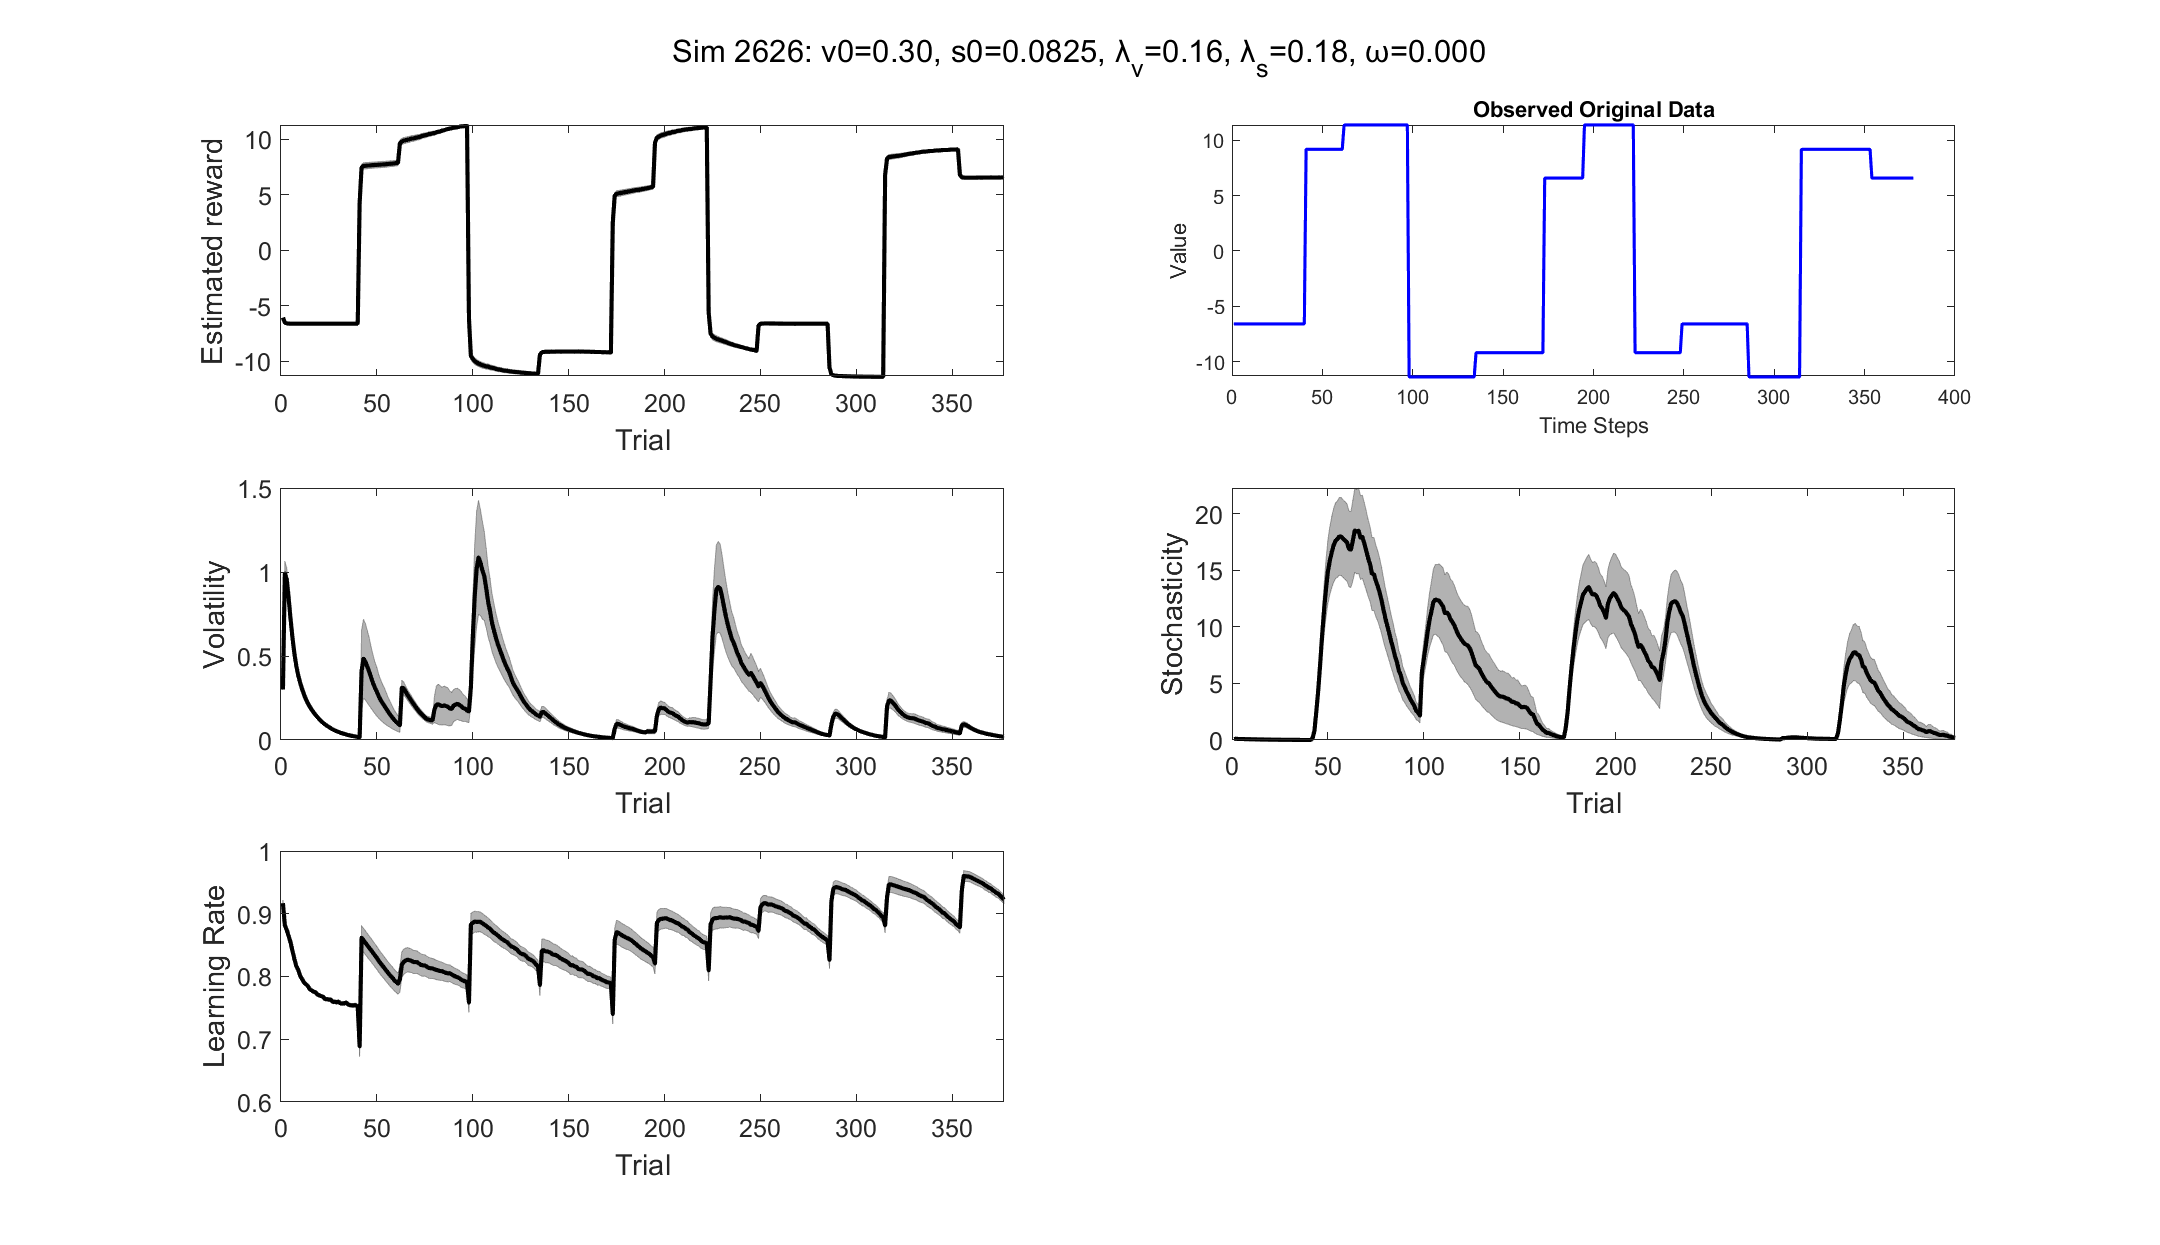 Sim 2626: v0=0.30, s0=0.0825, λv=0.16, λs=0.18, ω=0.000
Estimated reward
10
5
0
-5
-10
0 50 100 150 200 250 300 350
Trial
Observed Original Data
Value
10
5
0
-5
-10
0 50 100 150 200 250 300 350 400
Time Steps
Volatility
1.5
1
0.5
0
0 50 100 150 200 250 300 350
Trial
Stochasticity
20
15
10
5
0
0 50 100 150 200 250 300 350
Trial
Learning Rate
1
0.9
0.8
0.7
0.6
0 50 100 150 200 250 300 350
Trial